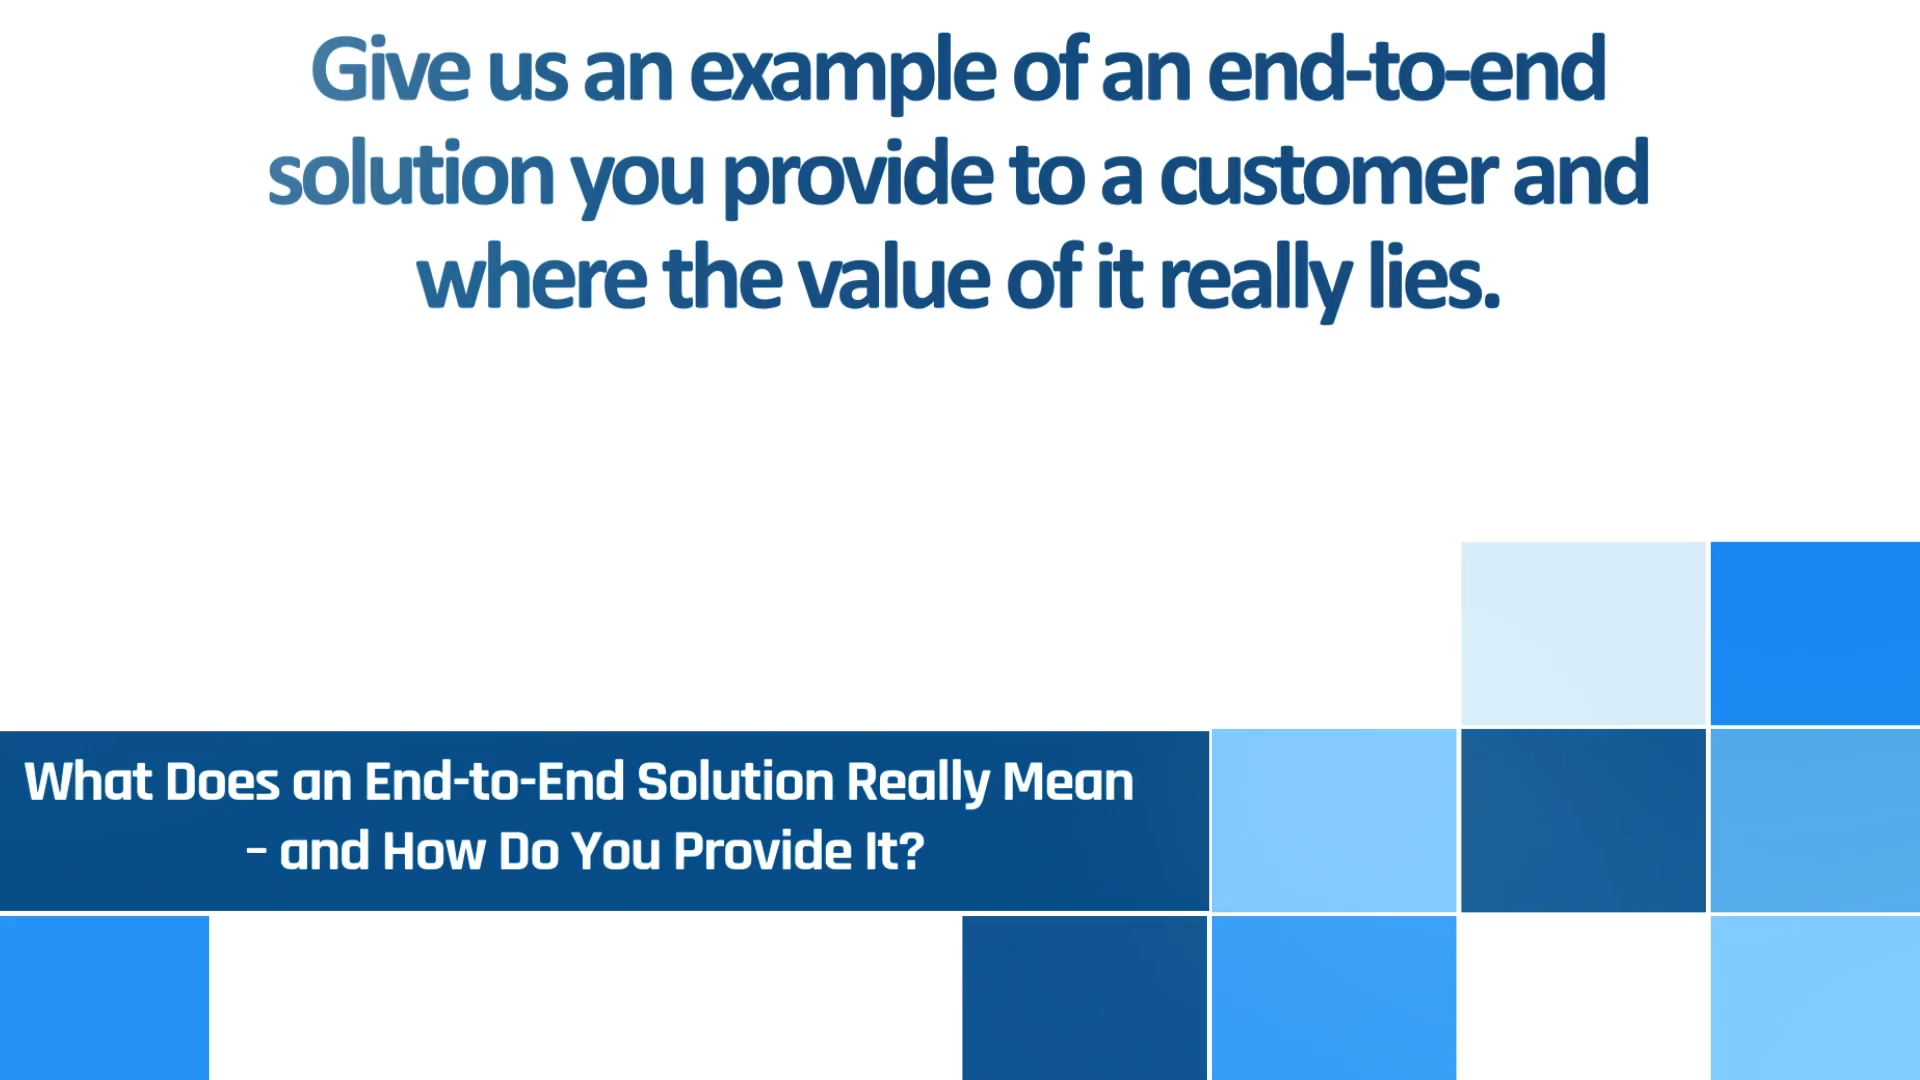 Give us an example of an end-to-end
solution you provide to a customer and
where the value of it really lies.
What Does an End-to-End Solution Really Mean
– and How Do You Provide It?